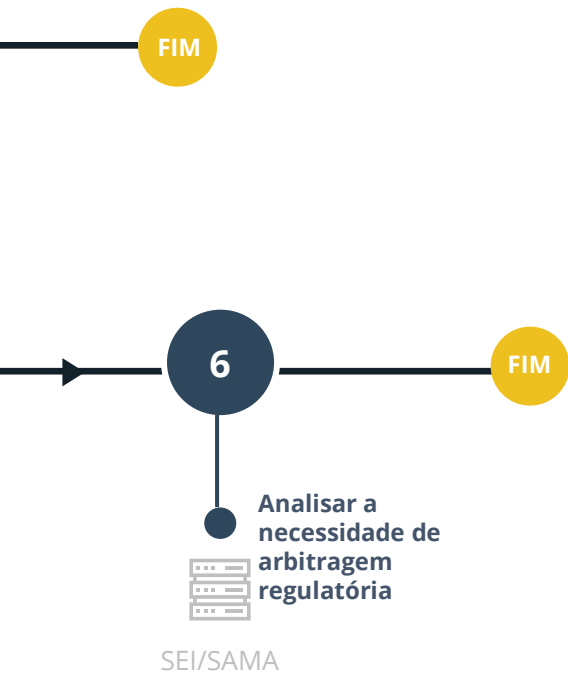 FIM
6
FIM
Analisar a
necessidade de
arbitragem
regulatória
SEI/SAMA